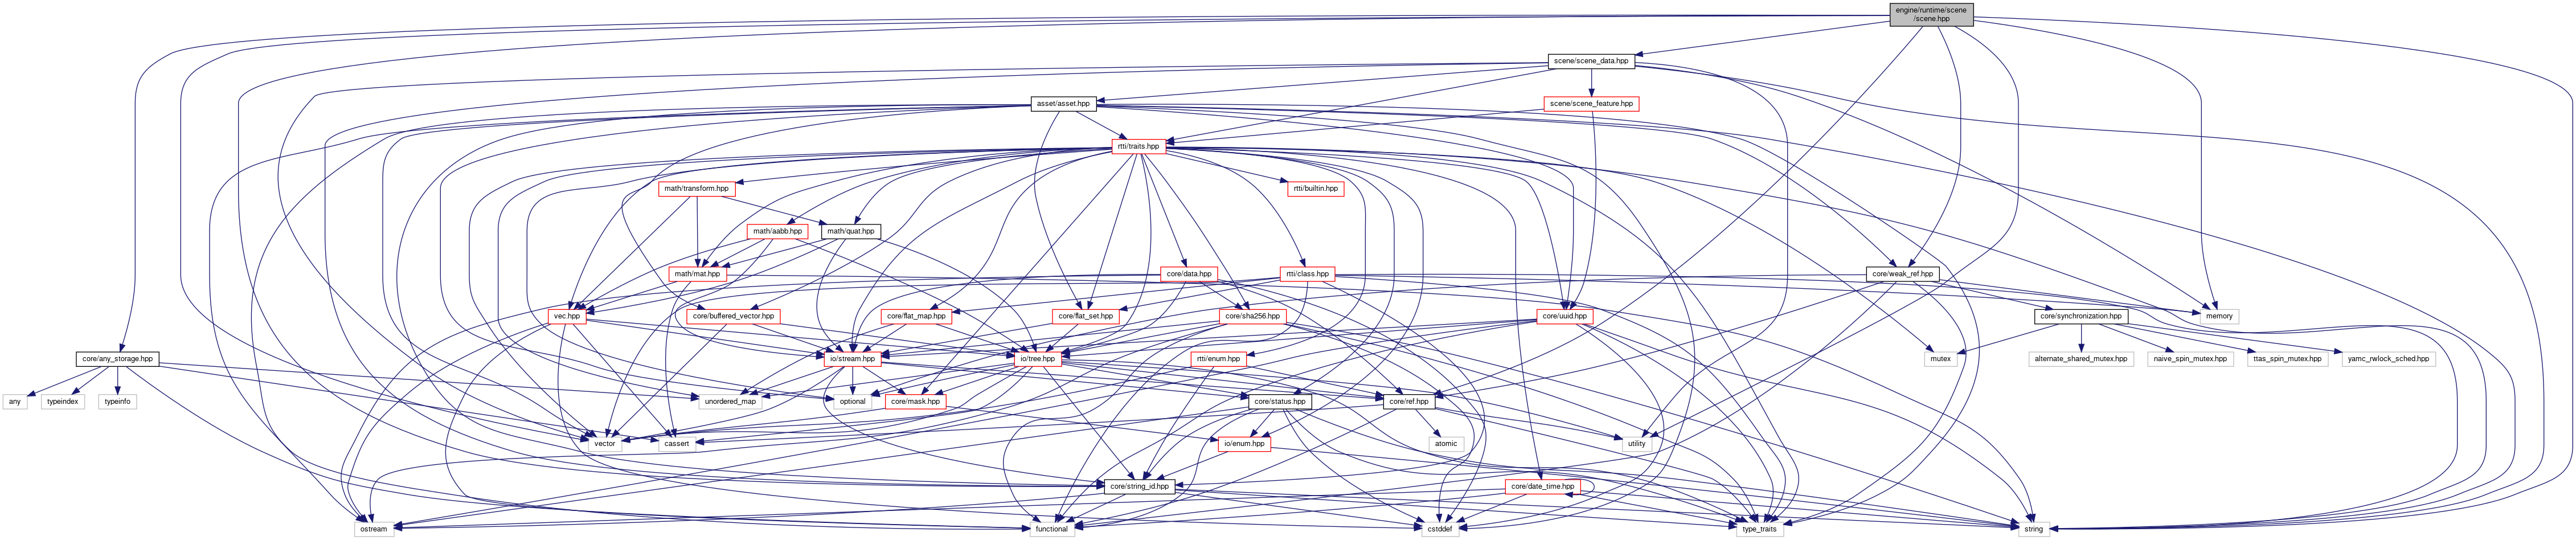 engine/runtime/scene
/scene.hpp
scene/scene_data.hpp
asset/asset.hpp
scene/scene_feature.hpp
rtti/traits.hpp
math/transform.hpp
rtti/builtin.hpp
math/aabb.hpp
math/quat.hpp
math/mat.hpp
core/data.hpp
rtti/class.hpp
core/weak_ref.hpp
vec.hpp
core/buffered_vector.hpp
core/flat_map.hpp
core/flat_set.hpp
core/sha256.hpp
core/uuid.hpp
core/synchronization.hpp
memory
core/any_storage.hpp
io/stream.hpp
io/tree.hpp
rtti/enum.hpp
mutex
alternate_shared_mutex.hpp
naive_spin_mutex.hpp
ttas_spin_mutex.hpp
yamc_rwlock_sched.hpp
any
typeindex
typeinfo
unordered_map
optional
core/mask.hpp
core/status.hpp
core/ref.hpp
vector
cassert
io/enum.hpp
atomic
utility
core/string_id.hpp
core/date_time.hpp
ostream
functional
cstddef
type_traits
string